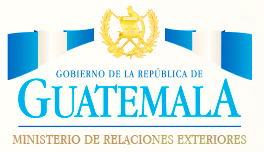 GOBIERNO DE LA REPÚBLICA DE
GUATEMALA
MINISTERIO DE RELACIONES EXTERIORES